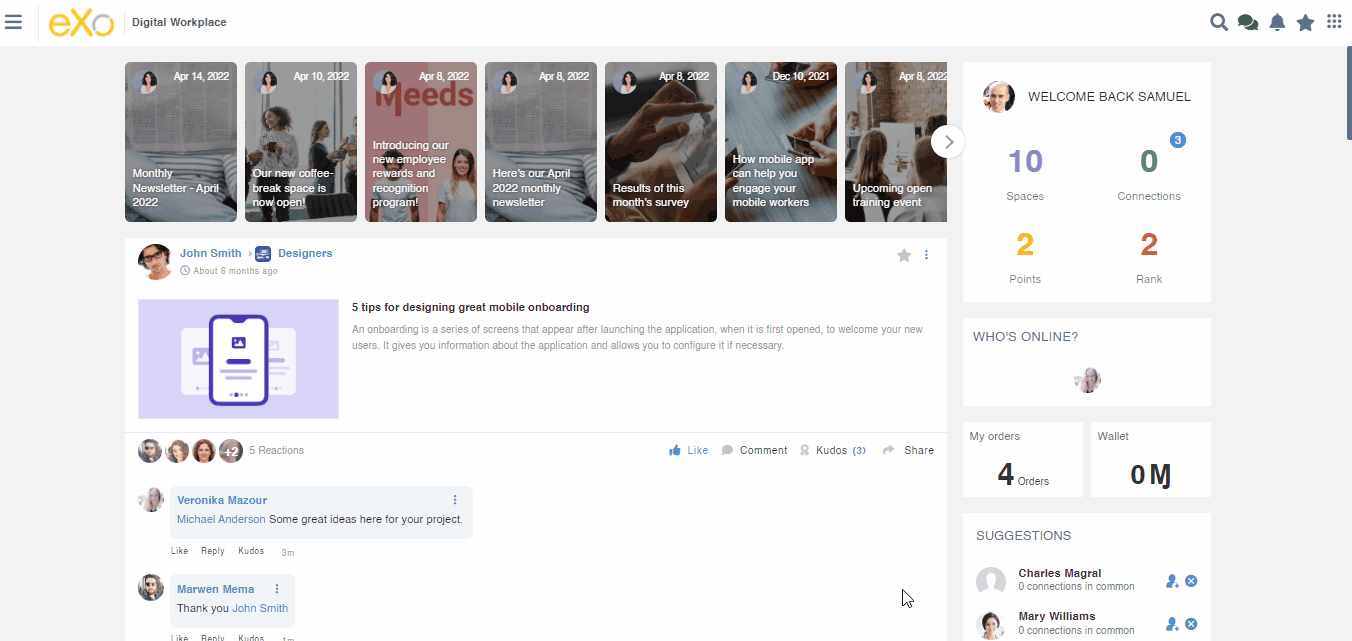 eXo
Digital Workplace
Apr 14, 2022
Monthly
Newsletter - April
2022
Apr 10, 2022
Our new coffee-
break space is
now open!
Apr 8, 2022
Meeds
Introducing our
new employee
rewards and
recognition
program!
Apr 8, 2022
Here's our April
2022 monthly
newsletter
Apr 8, 2022
Results of this
month's survey
Dec 10, 2021
How mobile app
can help you
engage your
mobile workers
Apr 8, 2022
Upcoming open
training event
John Smith › Designers
About 6 months ago
5 tips for designing great mobile onboarding
An onboarding is a series of screens that appear after launching the application, when it is first opened, to welcome your new
users. It gives you information about the application and allows you to configure it if necessary.
+2 5 Reactions
Like Comment Kudos (3) Share
Veronika Mazour
Michael Anderson Some great ideas here for your project.
Like Reply Kudos 3m
Marwen Mema
Thank you John Smith
Like Reply Kudos 1m
WELCOME BACK SAMUEL
10
Spaces
3
0
Connections
2
Points
2
Rank
WHO'S ONLINE?
My orders
4 Orders
Wallet
0 Ɱ
SUGGESTIONS
Charles Magral
0 connections in common
Mary Williams
0 connections in common